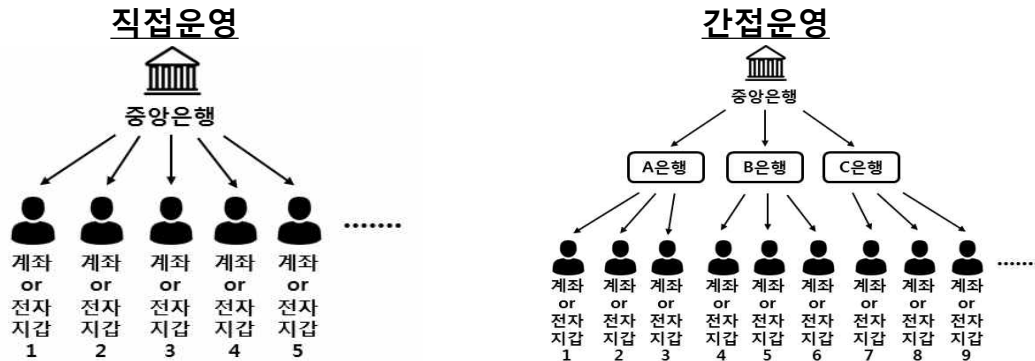 직접운영
중앙은행
계좌 or 전자 지갑 1
계좌 or 전자 지갑 2
계좌 or 전자 지갑 3
계좌 or 전자 지갑 4
계좌 or 전자 지갑 5
.......
간접운영
중앙은행
A은행
B은행
C은행
계좌 or 전자 지갑 1
계좌 or 전자 지갑 2
계좌 or 전자 지갑 3
계좌 or 전자 지갑 4
계좌 or 전자 지갑 5
계좌 or 전자 지갑 6
계좌 or 전자 지갑 7
계좌 or 전자 지갑 8
계좌 or 전자 지갑 9
......